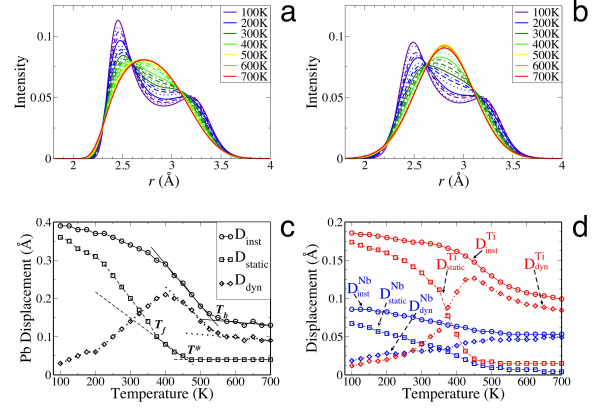 a
100K
200K
300K
400K
500K
600K
700K
Intensity
0.1
0.05
0
2
2.5
3
3.5
4
r (Å)
b
100K
200K
300K
400K
500K
600K
700K
Intensity
0.1
0.05
0
1.5
2
2.5
3
3.5
4
r (Å)
c
Dinst
Dstatic
Ddyn
Pb Displacement (Å)
0.4
0.3
0.2
0.1
0
Tb
Tf
T*
100
200
300
400
500
600
700
Temperature (K)
d
Displacement (Å)
0.2
0.15
0.1
0.05
0
DTi static
DTi inst
DTi dyn
DNb inst
DNb static
DNb dyn
100
200
300
400
500
600
700
Temperature (K)